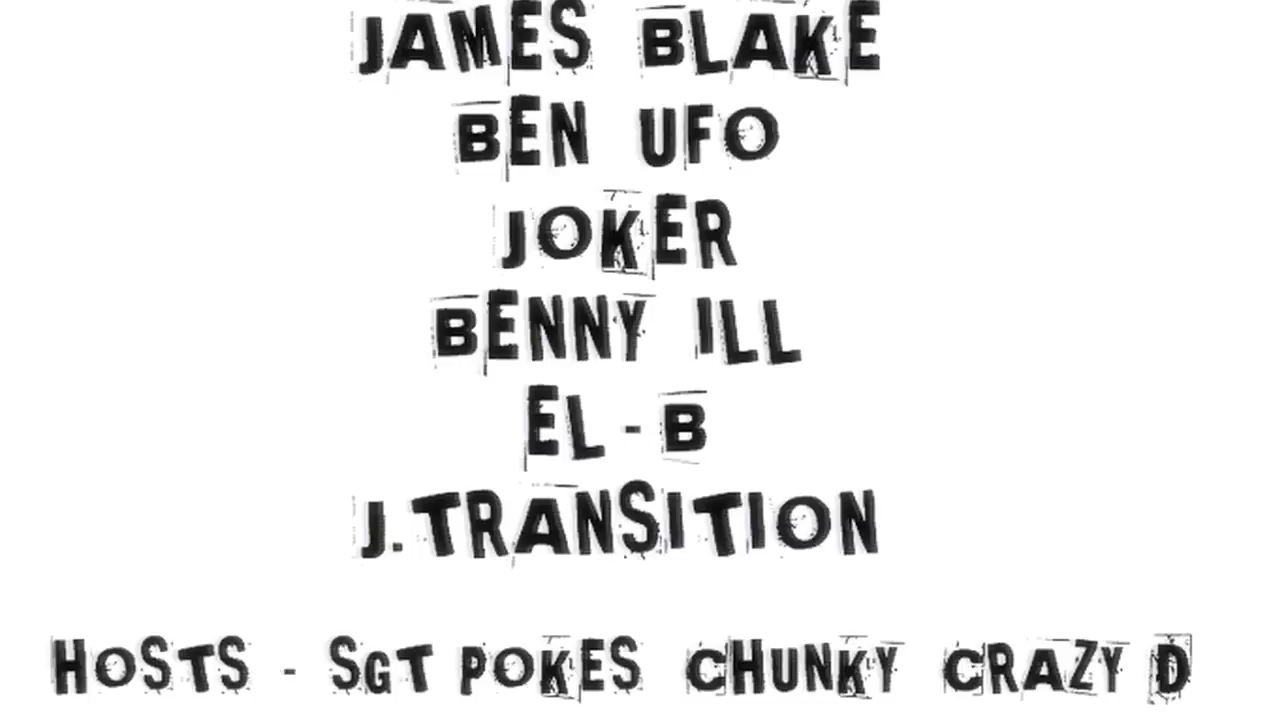 JAMES BLAKE
BEN UFO
JOKER
BENNY ILL
EL-B
J.TRANSITION
HOSTS - SGT POKES CHUNKY CRAZY D